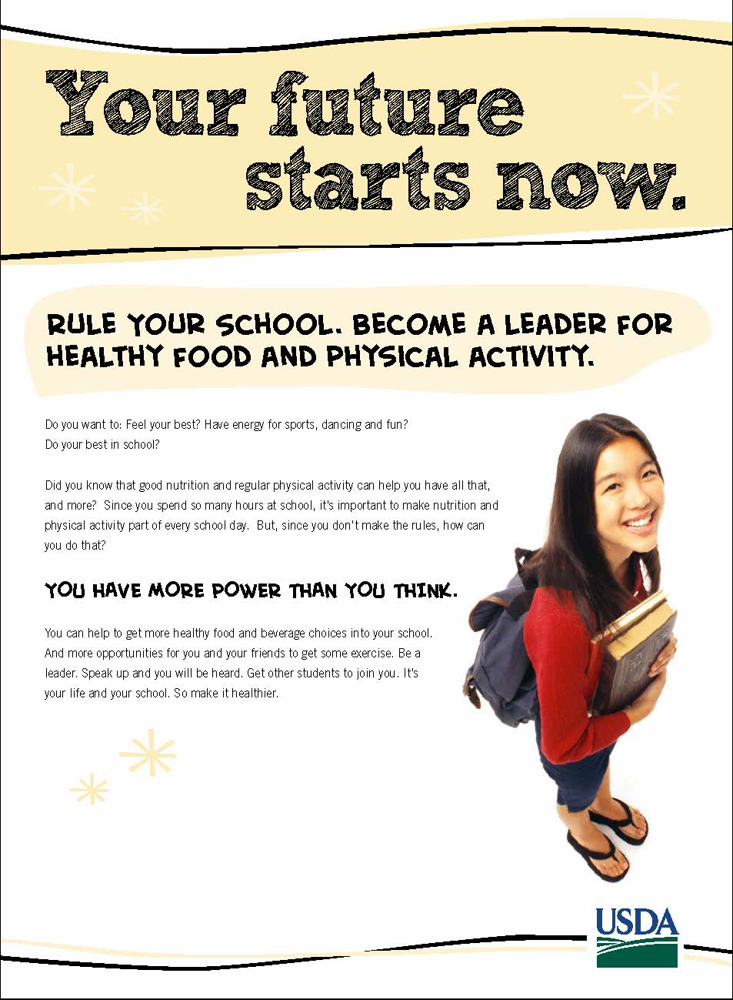 Your future
starts now.
RULE YOUR SCHOOL. BECOME A LEADER FOR
HEALTHY FOOD AND PHYSICAL ACTIVITY.
Do you want to: Feel your best? Have energy for sports, dancing and fun?
Do your best in school?
Did you know that good nutrition and regular physical activity can help you have all that,
and more?  Since you spend so many hours at school, it's important to make nutrition and
physical activity part of every school day.  But, since you don't make the rules, how can
you do that?
YOU HAVE MORE POWER THAN YOU THINK.
You can help to get more healthy food and beverage choices into your school.
And more opportunities for you and your friends to get some exercise. Be a
leader. Speak up and you will be heard. Get other students to join you. It's
your life and your school. So make it healthier.
USDA